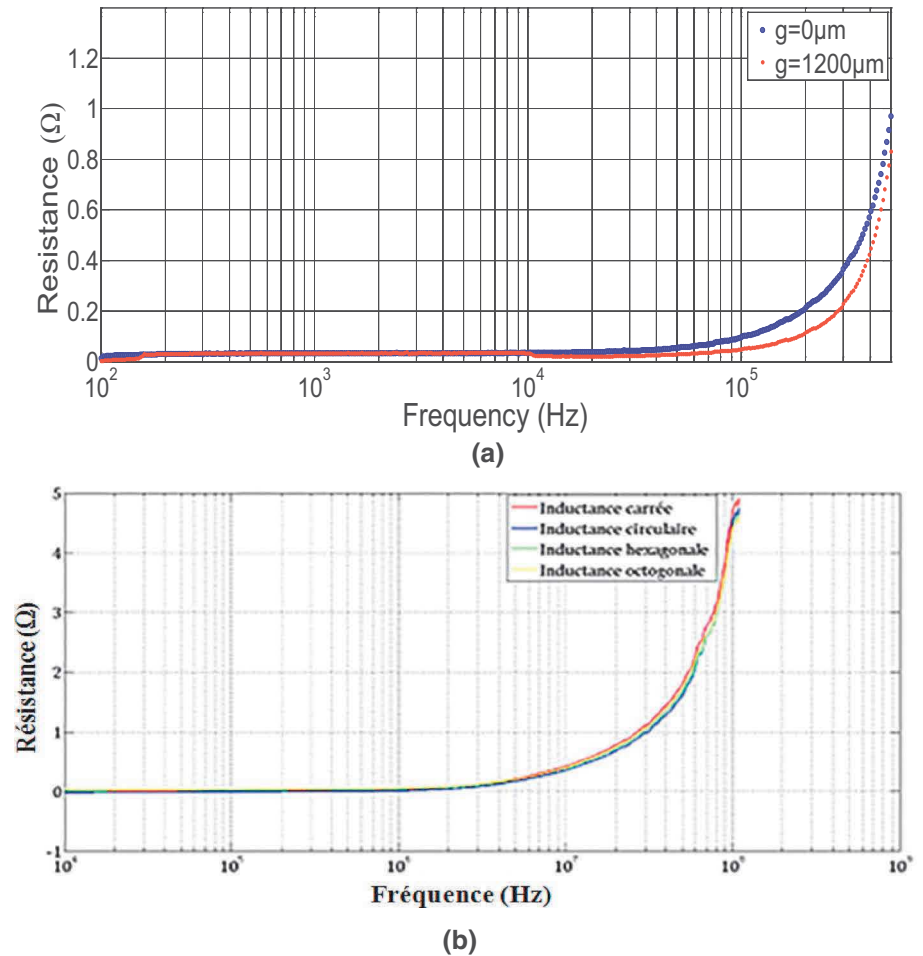 g=0μm
g=1200μm
1.2
1
0.8
0.6
0.4
0.2
0
Resistance (Ω)
10²
10³
10⁴
10⁵
Frequency (Hz)
(a)
Inductance carrée
Inductance circulaire
Inductance hexagonale
Inductance octogonale
5
4
3
2
1
0
-1
Résistance (Ω)
10⁴
10⁵
10⁶
10⁷
10⁸
Fréquence (Hz)
(b)